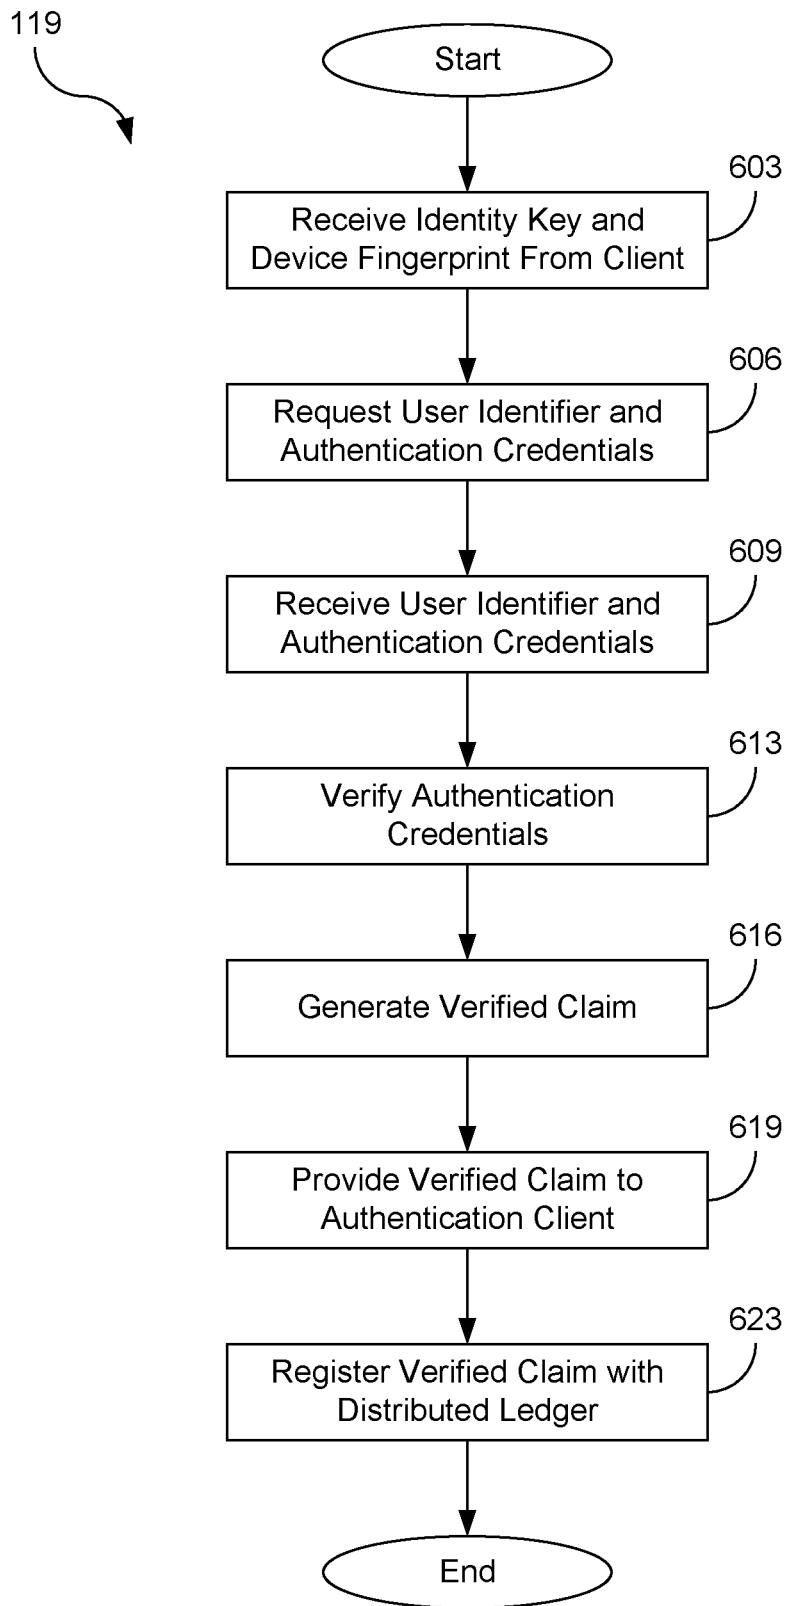 119
Start
603
Receive Identity Key and
Device Fingerprint From Client
606
Request User Identifier and
Authentication Credentials
609
Receive User Identifier and
Authentication Credentials
613
Verify Authentication
Credentials
616
Generate Verified Claim
619
Provide Verified Claim to
Authentication Client
623
Register Verified Claim with
Distributed Ledger
End